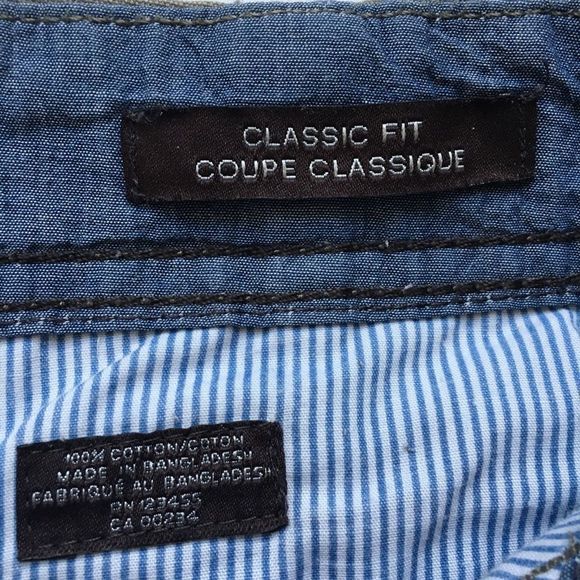 CLASSIC FIT
COUPE CLASSIQUE
100% COTTON/COTON
MADE IN BANGLADESH
FABRIQUÉ AU BANGLADESH
RN 123455
CA 00234